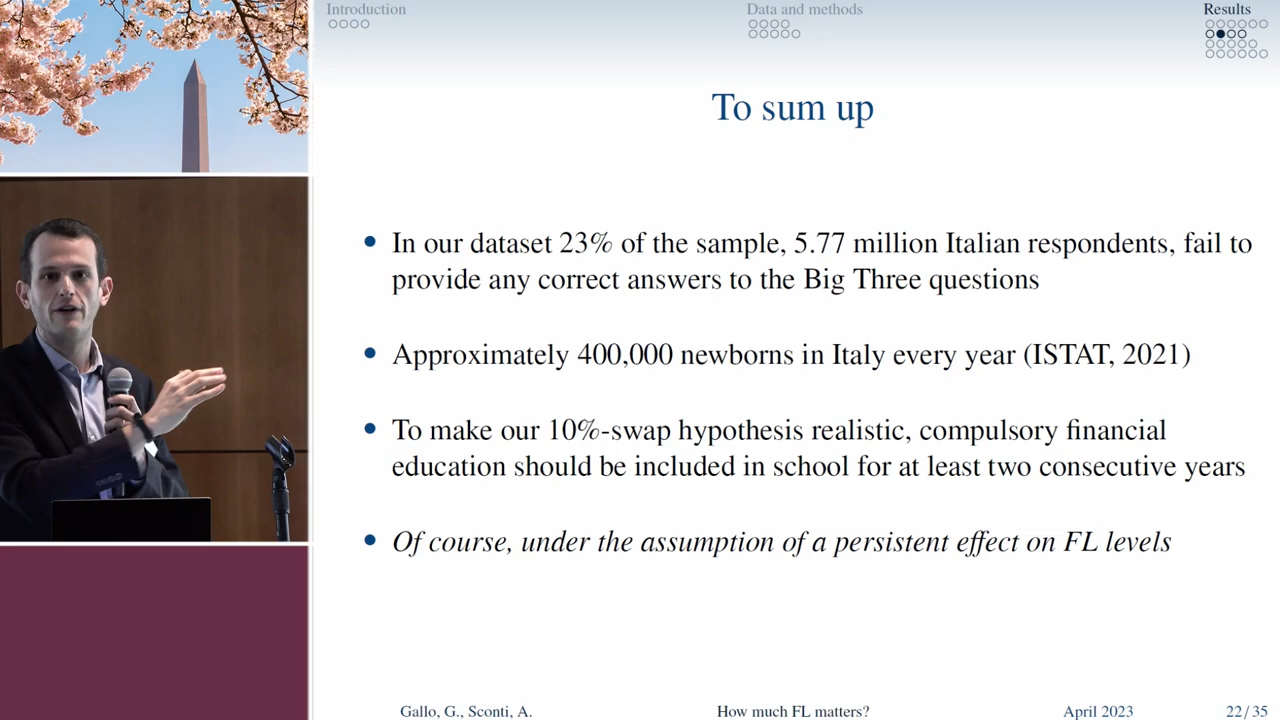 Introduction
Data and methods
Results
To sum up
In our dataset 23% of the sample, 5.77 million Italian respondents, fail to
provide any correct answers to the Big Three questions
Approximately 400,000 newborns in Italy every year (ISTAT, 2021)
To make our 10%-swap hypothesis realistic, compulsory financial
education should be included in school for at least two consecutive years
Of course, under the assumption of a persistent effect on FL levels
Gallo, G., Sconti, A.
How much FL matters?
April 2023
22/35